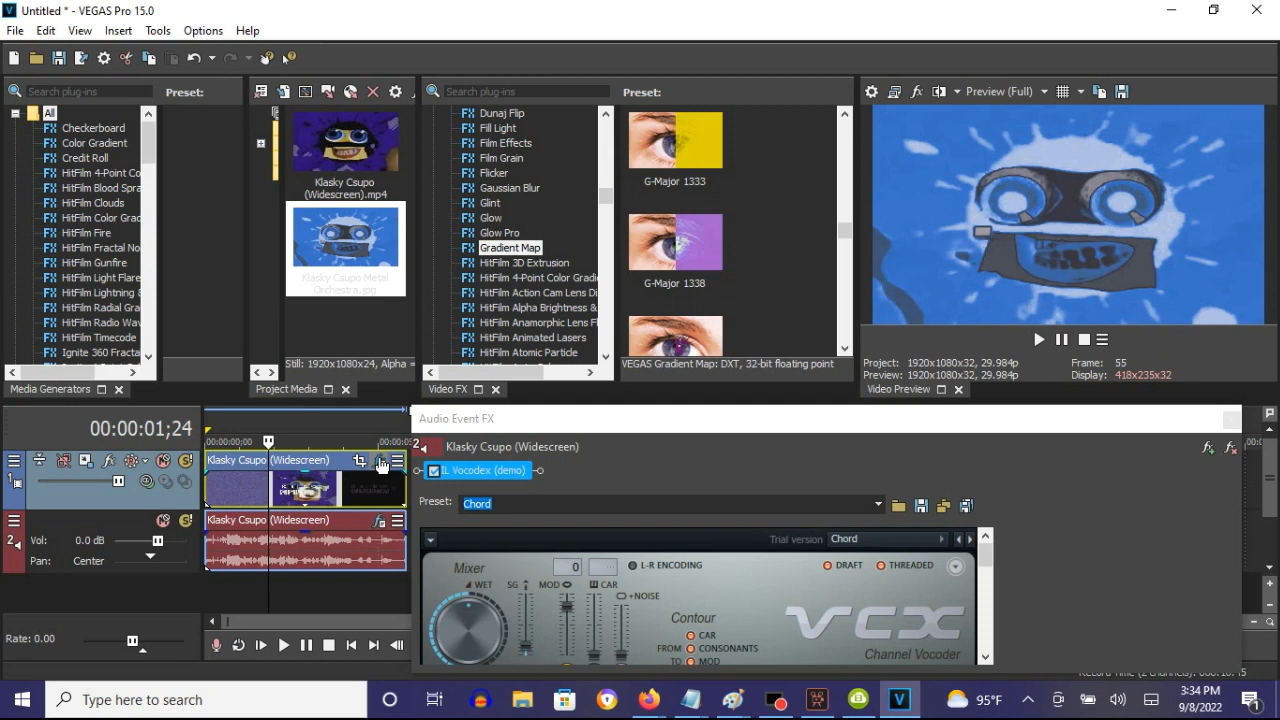 Untitled * - VEGAS Pro 15.0
File Edit View Insert Tools Options Help
Search plug-ins
Preset:
All
Checkerboard
Color Gradient
Credit Roll
HitFilm 4-Point Co
HitFilm Blood Spra
HitFilm Clouds
HitFilm Color Grad
HitFilm Fire
HitFilm Fractal No
HitFilm Gunfire
HitFilm Light Flare
HitFilm Lightning &
HitFilm Radial Gra
HitFilm Radio Wav
HitFilm Timecode
Ignite 360 Fracta
Media Generators
Klasky Csupo
(Widescreen).mp4
Klasky Csupo Metal
Orchestra.jpg
Still: 1920x1080x24, Alpha =
Project Media
Search plug-ins
Preset:
Dunaj Flip
Fill Light
Film Effects
Film Grain
Flicker
Gaussian Blur
Glint
Glow
Glow Pro
Gradient Map
HitFilm 3D Extrusion
HitFilm 4-Point Color Gradi
HitFilm Action Cam Lens Di
HitFilm Alpha Brightness &
HitFilm Anamorphic Lens F
HitFilm Animated Lasers
HitFilm Atomic Particle
G-Major 1333
G-Major 1338
VEGAS Gradient Map: DXT, 32-bit floating point
Video FX
Preview (Full)
Project: 1920x1080x32, 29.984p
Preview: 1920x1080x32, 29.984p
Frame: 55
Display: 418x235x32
Video Preview
00:00:01;24
00:00:00;00
00:00:05
Klasky Csupo (Widescreen)
1
Klasky Csupo (Widescreen)
2
Vol: 0.0 dB
Pan: Center
Rate: 0.00
Audio Event FX
2 Klasky Csupo (Widescreen)
IL Vocodex (demo)
Preset: Chord
Trial version Chord
Mixer 0 L-R ENCODING DRAFT THREADED
WET SG MOD CAR
+NOISE
Contour
CAR
FROM CONSONANTS
TO MOD
VCX
Channel Vocoder
Type here to search
95°F
3:34 PM
9/8/2022
1